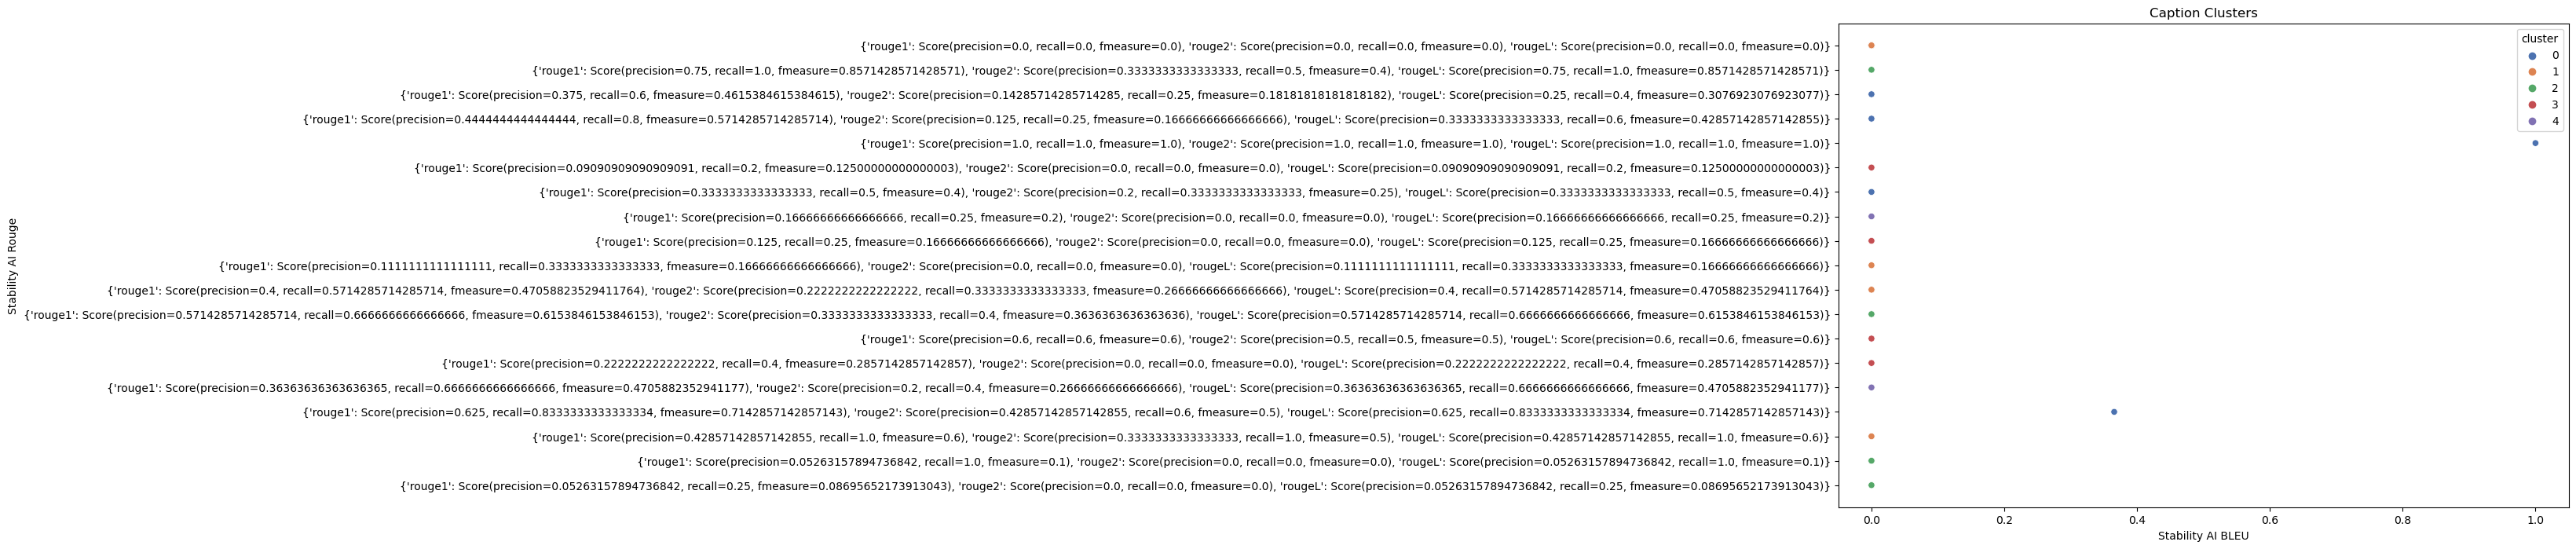 Caption Clusters
Stability AI Rouge
{'rouge1': Score(precision=0.0, recall=0.0, fmeasure=0.0), 'rouge2': Score(precision=0.0, recall=0.0, fmeasure=0.0), 'rougeL': Score(precision=0.0, recall=0.0, fmeasure=0.0)}
{'rouge1': Score(precision=0.75, recall=1.0, fmeasure=0.8571428571428571), 'rouge2': Score(precision=0.3333333333333333, recall=0.5, fmeasure=0.4), 'rougeL': Score(precision=0.75, recall=1.0, fmeasure=0.8571428571428571)}
{'rouge1': Score(precision=0.375, recall=0.6, fmeasure=0.4615384615384615), 'rouge2': Score(precision=0.14285714285714285, recall=0.25, fmeasure=0.18181818181818182), 'rougeL': Score(precision=0.25, recall=0.4, fmeasure=0.3076923076923077)}
{'rouge1': Score(precision=0.4444444444444444, recall=0.8, fmeasure=0.5714285714285714), 'rouge2': Score(precision=0.125, recall=0.25, fmeasure=0.16666666666666666), 'rougeL': Score(precision=0.3333333333333333, recall=0.6, fmeasure=0.42857142857142855)}
{'rouge1': Score(precision=1.0, recall=1.0, fmeasure=1.0), 'rouge2': Score(precision=1.0, recall=1.0, fmeasure=1.0), 'rougeL': Score(precision=1.0, recall=1.0, fmeasure=1.0)}
{'rouge1': Score(precision=0.09090909090909091, recall=0.2, fmeasure=0.12500000000000003), 'rouge2': Score(precision=0.0, recall=0.0, fmeasure=0.0), 'rougeL': Score(precision=0.09090909090909091, recall=0.2, fmeasure=0.12500000000000003)}
{'rouge1': Score(precision=0.3333333333333333, recall=0.5, fmeasure=0.4), 'rouge2': Score(precision=0.2, recall=0.3333333333333333, fmeasure=0.25), 'rougeL': Score(precision=0.3333333333333333, recall=0.5, fmeasure=0.4)}
{'rouge1': Score(precision=0.16666666666666666, recall=0.25, fmeasure=0.2), 'rouge2': Score(precision=0.0, recall=0.0, fmeasure=0.0), 'rougeL': Score(precision=0.16666666666666666, recall=0.25, fmeasure=0.2)}
{'rouge1': Score(precision=0.125, recall=0.25, fmeasure=0.16666666666666666), 'rouge2': Score(precision=0.0, recall=0.0, fmeasure=0.0), 'rougeL': Score(precision=0.125, recall=0.25, fmeasure=0.16666666666666666)}
{'rouge1': Score(precision=0.1111111111111111, recall=0.3333333333333333, fmeasure=0.16666666666666666), 'rouge2': Score(precision=0.0, recall=0.0, fmeasure=0.0), 'rougeL': Score(precision=0.1111111111111111, recall=0.3333333333333333, fmeasure=0.16666666666666666)}
{'rouge1': Score(precision=0.4, recall=0.5714285714285714, fmeasure=0.47058823529411764), 'rouge2': Score(precision=0.2222222222222222, recall=0.3333333333333333, fmeasure=0.26666666666666666), 'rougeL': Score(precision=0.4, recall=0.5714285714285714, fmeasure=0.47058823529411764)}
{'rouge1': Score(precision=0.5714285714285714, recall=0.6666666666666666, fmeasure=0.6153846153846153), 'rouge2': Score(precision=0.3333333333333333, recall=0.4, fmeasure=0.3636363636363636), 'rougeL': Score(precision=0.5714285714285714, recall=0.6666666666666666, fmeasure=0.6153846153846153)}
{'rouge1': Score(precision=0.6, recall=0.6, fmeasure=0.6), 'rouge2': Score(precision=0.5, recall=0.5, fmeasure=0.5), 'rougeL': Score(precision=0.6, recall=0.6, fmeasure=0.6)}
{'rouge1': Score(precision=0.2222222222222222, recall=0.4, fmeasure=0.2857142857142857), 'rouge2': Score(precision=0.0, recall=0.0, fmeasure=0.0), 'rougeL': Score(precision=0.2222222222222222, recall=0.4, fmeasure=0.2857142857142857)}
{'rouge1': Score(precision=0.36363636363636365, recall=0.6666666666666666, fmeasure=0.4705882352941177), 'rouge2': Score(precision=0.2, recall=0.4, fmeasure=0.26666666666666666), 'rougeL': Score(precision=0.36363636363636365, recall=0.6666666666666666, fmeasure=0.4705882352941177)}
{'rouge1': Score(precision=0.625, recall=0.8333333333333334, fmeasure=0.7142857142857143), 'rouge2': Score(precision=0.42857142857142855, recall=0.6, fmeasure=0.5), 'rougeL': Score(precision=0.625, recall=0.8333333333333334, fmeasure=0.7142857142857143)}
{'rouge1': Score(precision=0.42857142857142855, recall=1.0, fmeasure=0.6), 'rouge2': Score(precision=0.3333333333333333, recall=1.0, fmeasure=0.5), 'rougeL': Score(precision=0.42857142857142855, recall=1.0, fmeasure=0.6)}
{'rouge1': Score(precision=0.05263157894736842, recall=1.0, fmeasure=0.1), 'rouge2': Score(precision=0.0, recall=0.0, fmeasure=0.0), 'rougeL': Score(precision=0.05263157894736842, recall=1.0, fmeasure=0.1)}
{'rouge1': Score(precision=0.05263157894736842, recall=0.25, fmeasure=0.08695652173913043), 'rouge2': Score(precision=0.0, recall=0.0, fmeasure=0.0), 'rougeL': Score(precision=0.05263157894736842, recall=0.25, fmeasure=0.08695652173913043)}
cluster
0
1
2
3
4
0.0 0.2 0.4 0.6 0.8 1.0
Stability AI BLEU